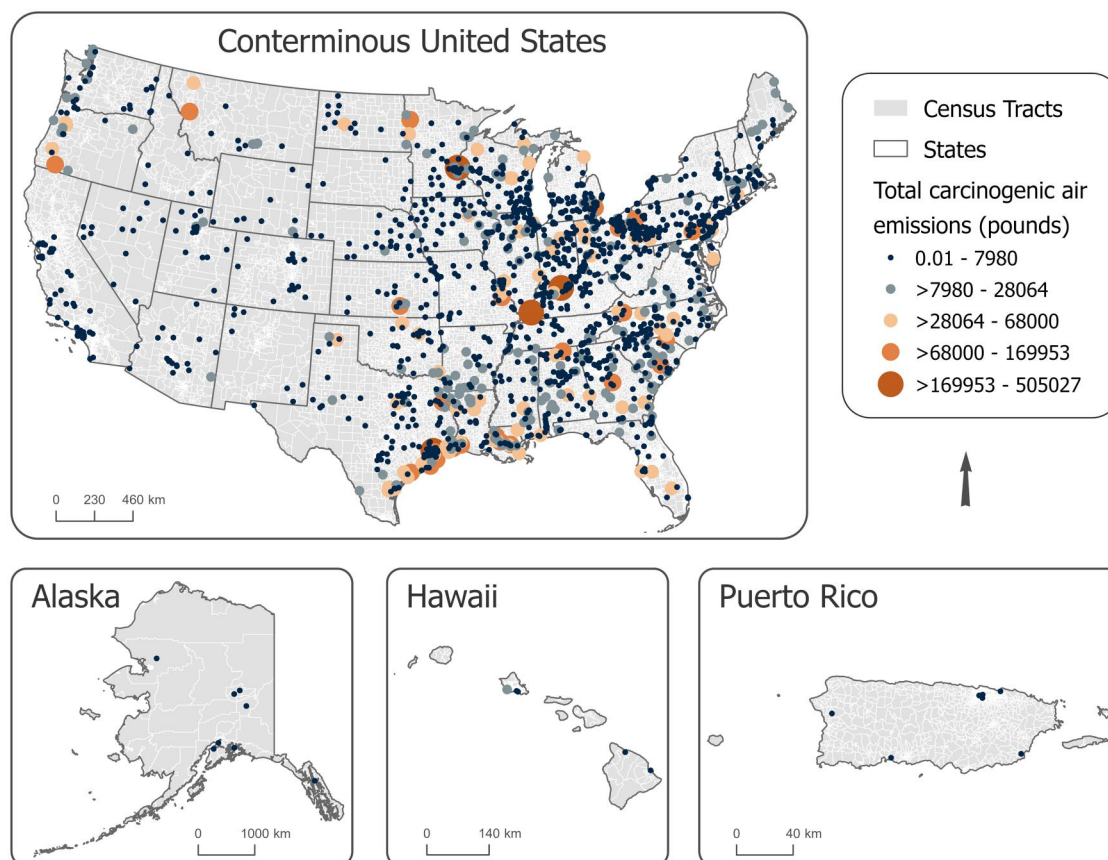 Conterminous United States
0 230 460 km
Census Tracts
States
Total carcinogenic air
emissions (pounds)
0.01 - 7980
>7980 - 28064
>28064 - 68000
>68000 - 169953
>169953 - 505027
Alaska
0 1000 km
Hawaii
0 140 km
Puerto Rico
0 40 km